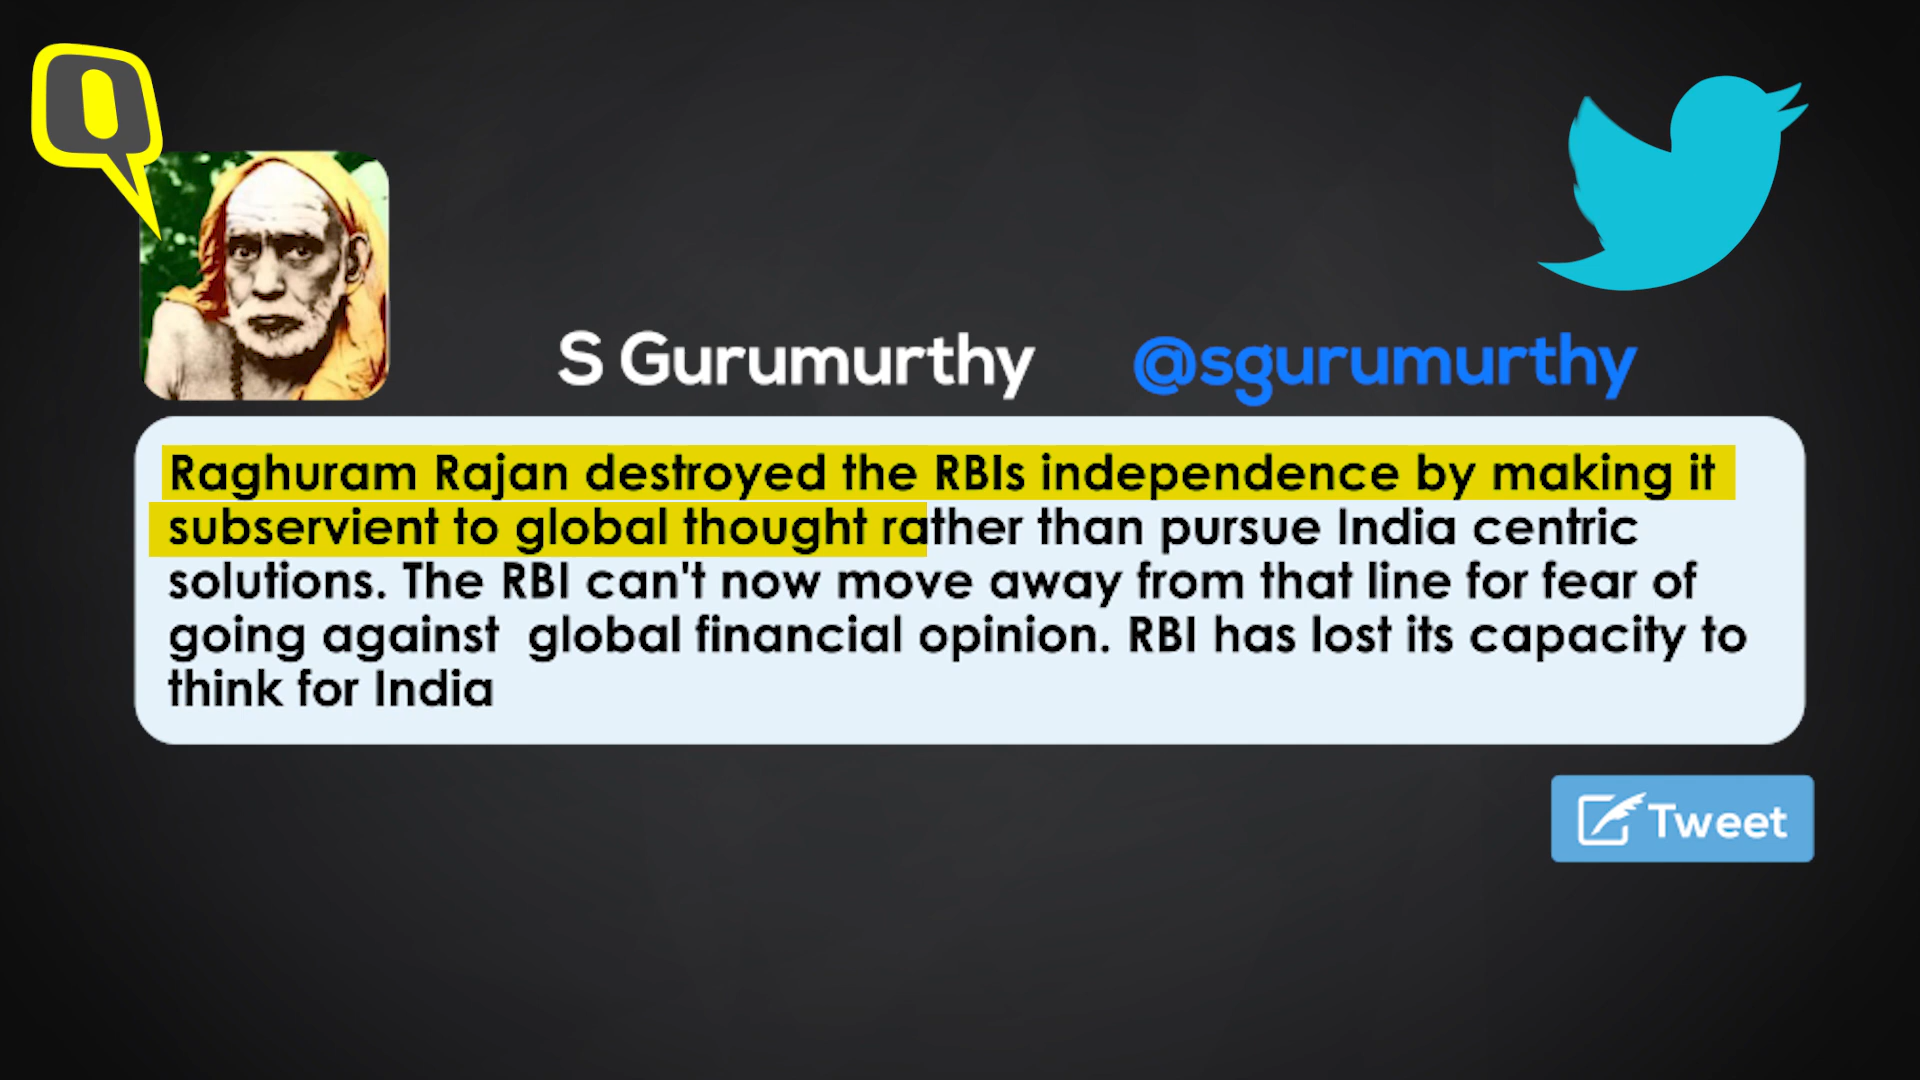 Q
S Gurumurthy @sgurumurthy
Raghuram Rajan destroyed the RBIs independence by making it
subservient to global thought rather than pursue India centric
solutions. The RBI can't now move away from that line for fear of
going against  global financial opinion. RBI has lost its capacity to
think for India
Tweet